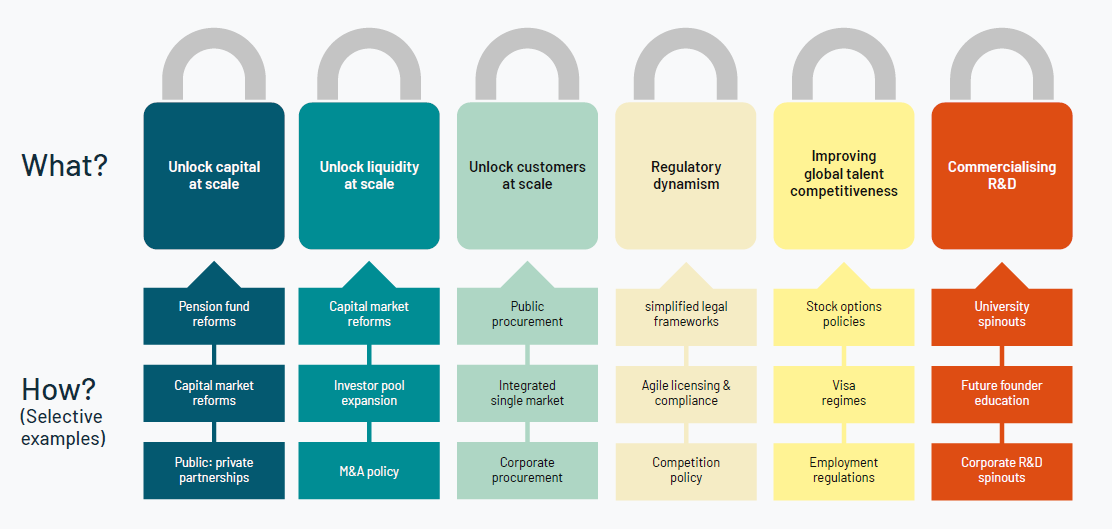 What?
Unlock capital
at scale
Unlock liquidity
at scale
Unlock customers
at scale
Regulatory
dynamism
Improving
global talent
competitiveness
Commercialising
R&D
How?
(Selective
examples)
Pension fund
reforms
Capital market
reforms
Public
procurement
simplified legal
frameworks
Stock options
policies
University
spinouts
Capital market
reforms
Investor pool
expansion
Integrated
single market
Agile licensing &
compliance
Visa
regimes
Future founder
education
Public: private
partnerships
M&A policy
Corporate
procurement
Competition
policy
Employment
regulations
Corporate R&D
spinouts